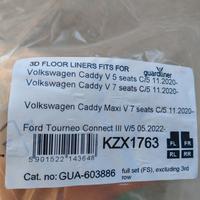 3D FLOOR LINERS FITS FOR
guardliner
Volkswagen Caddy V 5 seats C/5 11.2020-
Volkswagen Caddy V 7 seats C/5 11.2020-
Volkswagen Caddy Maxi V 7 seats C/5 11.2020-
Ford Tourneo Connect III V/5 05.2022-
KZX1763
FL FR
RL RR
5901522143648
Cat. no: GUA-603886
full set (FS), excluding 3rd
row